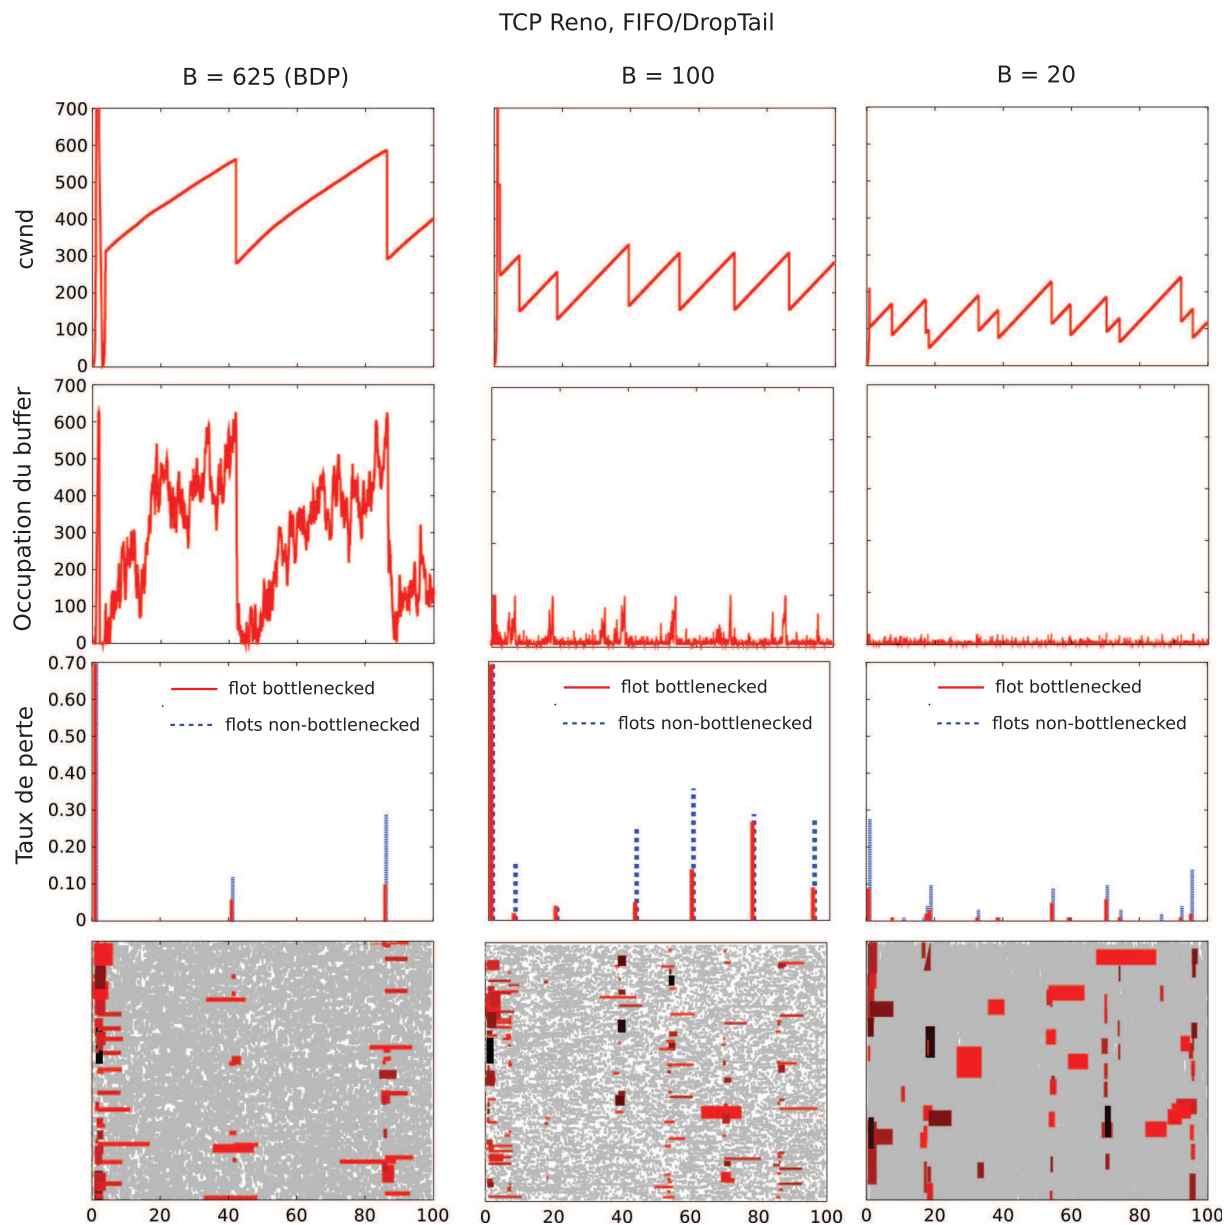 TCP Reno, FIFO/DropTail
B = 625 (BDP)
B = 100
B = 20
cwnd
700
600
500
400
300
200
100
0
Occupation du buffer
700
600
500
400
300
200
100
0
Taux de perte
0.70
0.60
0.50
0.40
0.30
0.20
0.10
0
flot bottlenecked
flots non-bottlenecked
flot bottlenecked
flots non-bottlenecked
flot bottlenecked
flots non-bottlenecked
0 20 40 60 80 100
0 20 40 60 80 100
0 20 40 60 80 100